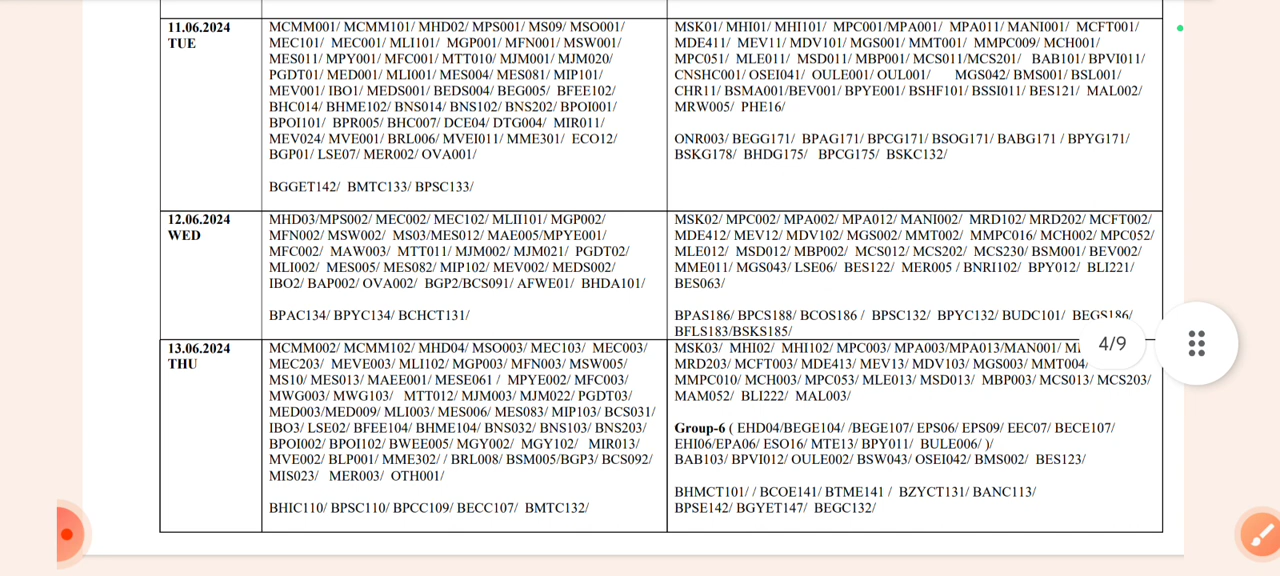 11.06.2024
TUE
MCMM001/ MCMM101/ MHD02/ MPS001/ MS09/ MSO001/
MEC101/ MEC001/ MLI101/ MGP001/ MFN001/ MSW001/
MES011/ MPY001/ MFC001/ MTT010/ MJM001/ MJM020/
PGDT01/ MED001/ MLI001/ MES004/ MES081/ MIP101/
MEV001/ IBO1/ MEDS001/ BEDS004/ BEG005/ BFEE102/
BHC014/ BHME102/ BNS014/ BNS102/ BNS202/ BPOI001/
BPOI101/ BPR005/ BHC007/ DCE04/ DTG004/ MIR011/
MEV024/ MVE001/ BRL006/ MVEI011/ MME301/ ECO12/
BGP01/ LSE07/ MER002/ OVA001/
BGGET142/ BMTC133/ BPSC133/
MSK01/ MHI01/ MHI101/ MPC001/MPA001/ MPA011/ MANI001/ MCFT001/
MDE411/ MEV11/ MDV101/ MGS001/ MMT001/ MMPC009/ MCH001/
MPC051/ MLE011/ MSD011/ MBP001/ MCS011/MCS201/ BAB101/ BPVI011/
CNSHC001/ OSEI041/ OULE001/ OUL001/ MGS042/ BMS001/ BSL001/
CHR11/ BSMA001/BEV001/ BPYE001/ BSHF101/ BSSI011/ BES121/ MAL002/
MRW005/ PHE16/
ONR003/ BEGG171/ BPAG171/ BPCG171/ BSOG171/ BABG171 / BPYG171/
BSKG178/ BHDG175/ BPCG175/ BSKC132/
12.06.2024
WED
MHD03/MPS002/ MEC002/ MEC102/ MLII101/ MGP002/
MFN002/ MSW002/ MS03/MES012/ MAE005/MPYE001/
MFC002/ MAW003/ MTT011/ MJM002/ MJM021/ PGDT02/
MLI002/ MES005/ MES082/ MIP102/ MEV002/ MEDS002/
IBO2/ BAP002/ OVA002/ BGP2/BCS091/ AFWE01/ BHDA101/
BPAC134/ BPYC134/ BCHCT131/
MSK02/ MPC002/ MPA002/ MPA012/ MANI002/ MRD102/ MRD202/ MCFT002/
MDE412/ MEV12/ MDV102/ MGS002/ MMT002/ MMPC016/ MCH002/ MPC052/
MLE012/ MSD012/ MBP002/ MCS012/ MCS202/ MCS230/ BSM001/ BEV002/
MME011/ MGS043/ LSE06/ BES122/ MER005 / BNRI102/ BPY012/ BLI221/
BES063/
BPAS186/ BPCS188/ BCOS186 / BPSC132/ BPYC132/ BUDC101/ BEGS186/
BFLS183/BSKS185/
13.06.2024
THU
MCMM002/ MCMM102/ MHD04/ MSO003/ MEC103/ MEC003/
MEC203/ MEVE003/ MLI102/ MGP003/ MFN003/ MSW005/
MS10/ MES013/ MAEE001/ MESE061 / MPYE002/ MFC003/
MWG003/ MWG103/ MTT012/ MJM003/ MJM022/ PGDT03/
MED003/MED009/ MLI003/ MES006/ MES083/ MIP103/ BCS031/
IBO3/ LSE02/ BFEE104/ BHME104/ BNS032/ BNS103/ BNS203/
BPOI002/ BPOI102/ BWEE005/ MGY002/ MGY102/ MIR013/
MVE002/ BLP001/ MME302/ / BRL008/ BSM005/BGP3/ BCS092/
MIS023/ MER003/ OTH001/
BHIC110/ BPSC110/ BPCC109/ BECC107/ BMTC132/
MSK03/ MHI02/ MHI102/ MPC003/ MPA003/MPA013/MAN001/
MRD203/ MCFT003/ MDE413/ MEV13/ MDV103/ MGS003/ MMT004/
MMPC010/ MCH003/ MPC053/ MLE013/ MSD013/ MBP003/ MCS013/ MCS203/
MAM052/ BLI222/ MAL003/
Group-6 ( EHD04/BEGE104/ /BEGE107/ EPS06/ EPS09/ EEC07/ BECE107/
EHI06/EPA06/ ESO16/ MTE13/ BPY011/ BULE006/ )/
BAB103/ BPVI012/ OULE002/ BSW043/ OSEI042/ BMS002/ BES123/
BHMCT101/ / BCOE141/ BTME141 / BZYCT131/ BANC113/
BPSE142/ BGYET147/ BEGC132/
4/9